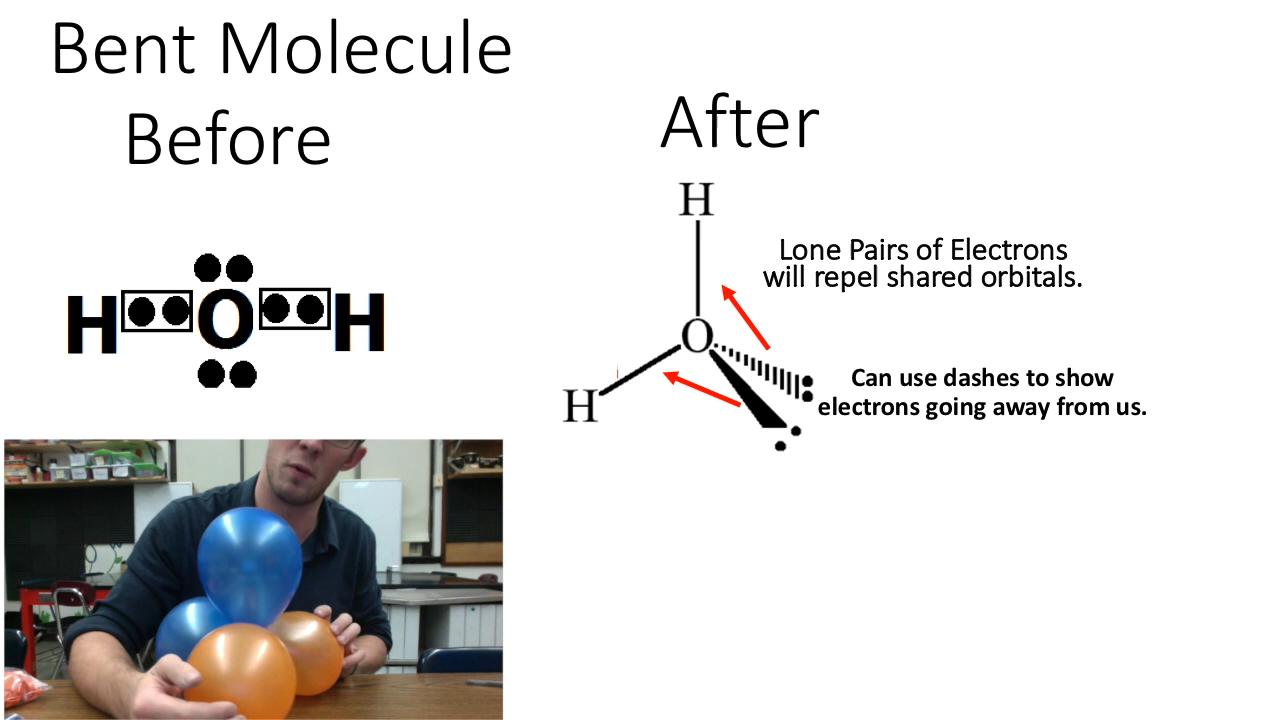 Bent Molecule
Before
After
H O H
H
O
H
Lone Pairs of Electrons
will repel shared orbitals.
Can use dashes to show
electrons going away from us.